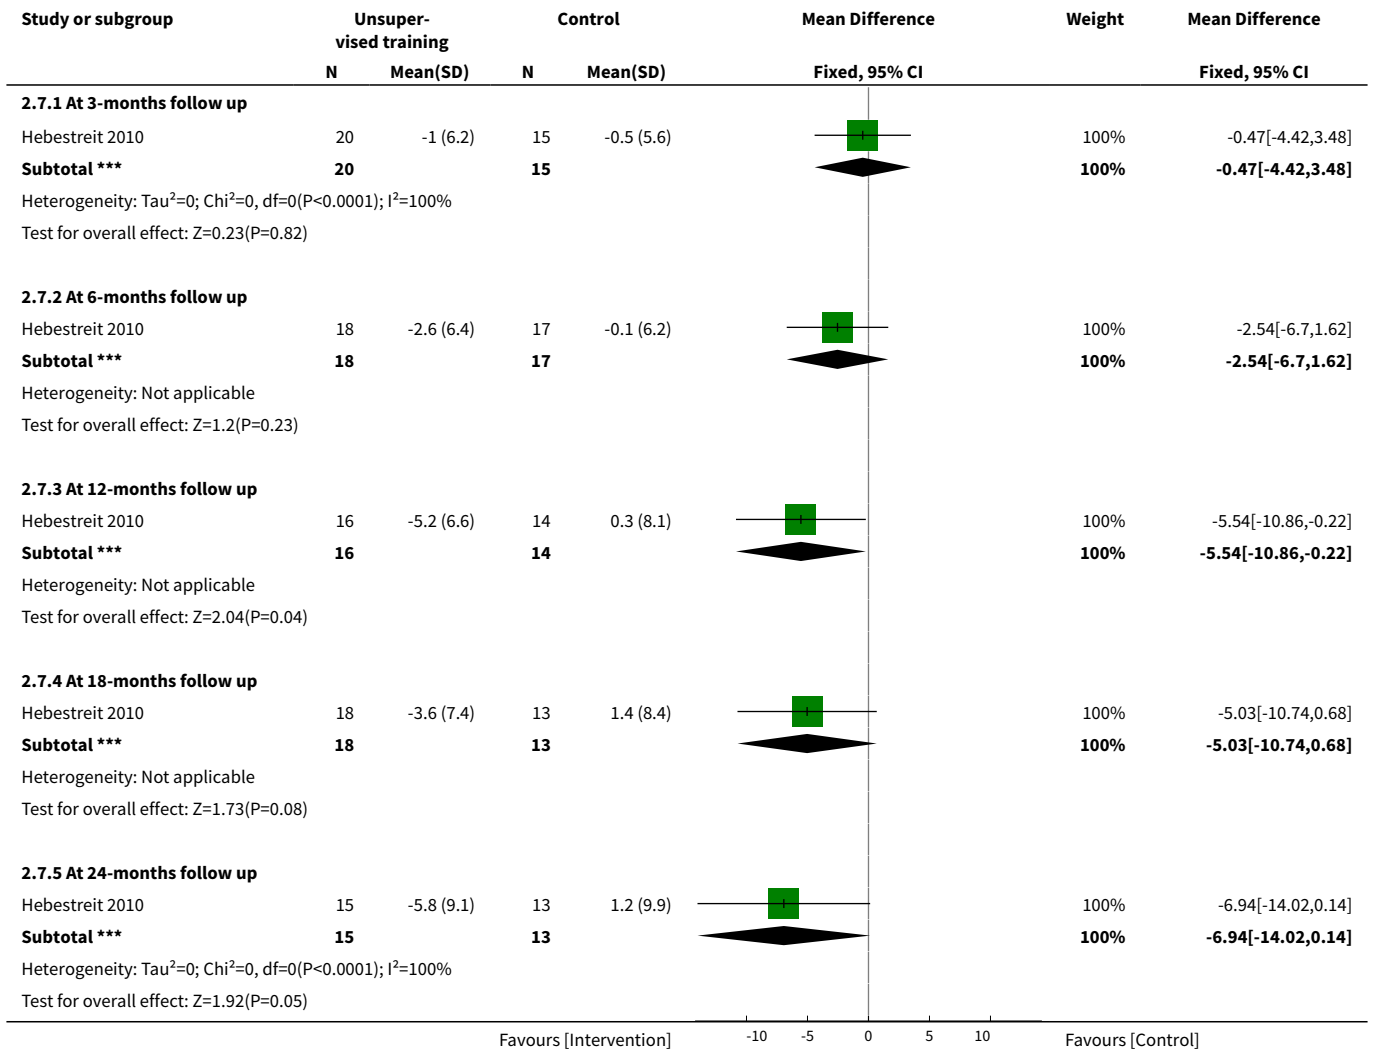 Study or subgroup Unsuper- Control Mean Difference Weight Mean Difference
vised training
N Mean(SD) N Mean(SD) Fixed, 95% CI Fixed, 95% CI
2.7.1 At 3-months follow up
Hebestreit 2010 20 -1 (6.2) 15 -0.5 (5.6) 100% -0.47[-4.42,3.48]
Subtotal *** 20 15 100% -0.47[-4.42,3.48]
Heterogeneity: Tau²=0; Chi²=0, df=0(P<0.0001); I²=100%
Test for overall effect: Z=0.23(P=0.82)
2.7.2 At 6-months follow up
Hebestreit 2010 18 -2.6 (6.4) 17 -0.1 (6.2) 100% -2.54[-6.7,1.62]
Subtotal *** 18 17 100% -2.54[-6.7,1.62]
Heterogeneity: Not applicable
Test for overall effect: Z=1.2(P=0.23)
2.7.3 At 12-months follow up
Hebestreit 2010 16 -5.2 (6.6) 14 0.3 (8.1) 100% -5.54[-10.86,-0.22]
Subtotal *** 16 14 100% -5.54[-10.86,-0.22]
Heterogeneity: Not applicable
Test for overall effect: Z=2.04(P=0.04)
2.7.4 At 18-months follow up
Hebestreit 2010 18 -3.6 (7.4) 13 1.4 (8.4) 100% -5.03[-10.74,0.68]
Subtotal *** 18 13 100% -5.03[-10.74,0.68]
Heterogeneity: Not applicable
Test for overall effect: Z=1.73(P=0.08)
2.7.5 At 24-months follow up
Hebestreit 2010 15 -5.8 (9.1) 13 1.2 (9.9) 100% -6.94[-14.02,0.14]
Subtotal *** 15 13 100% -6.94[-14.02,0.14]
Heterogeneity: Tau²=0; Chi²=0, df=0(P<0.0001); I²=100%
Test for overall effect: Z=1.92(P=0.05)
Favours [Intervention] -10 -5 0 5 10 Favours [Control]